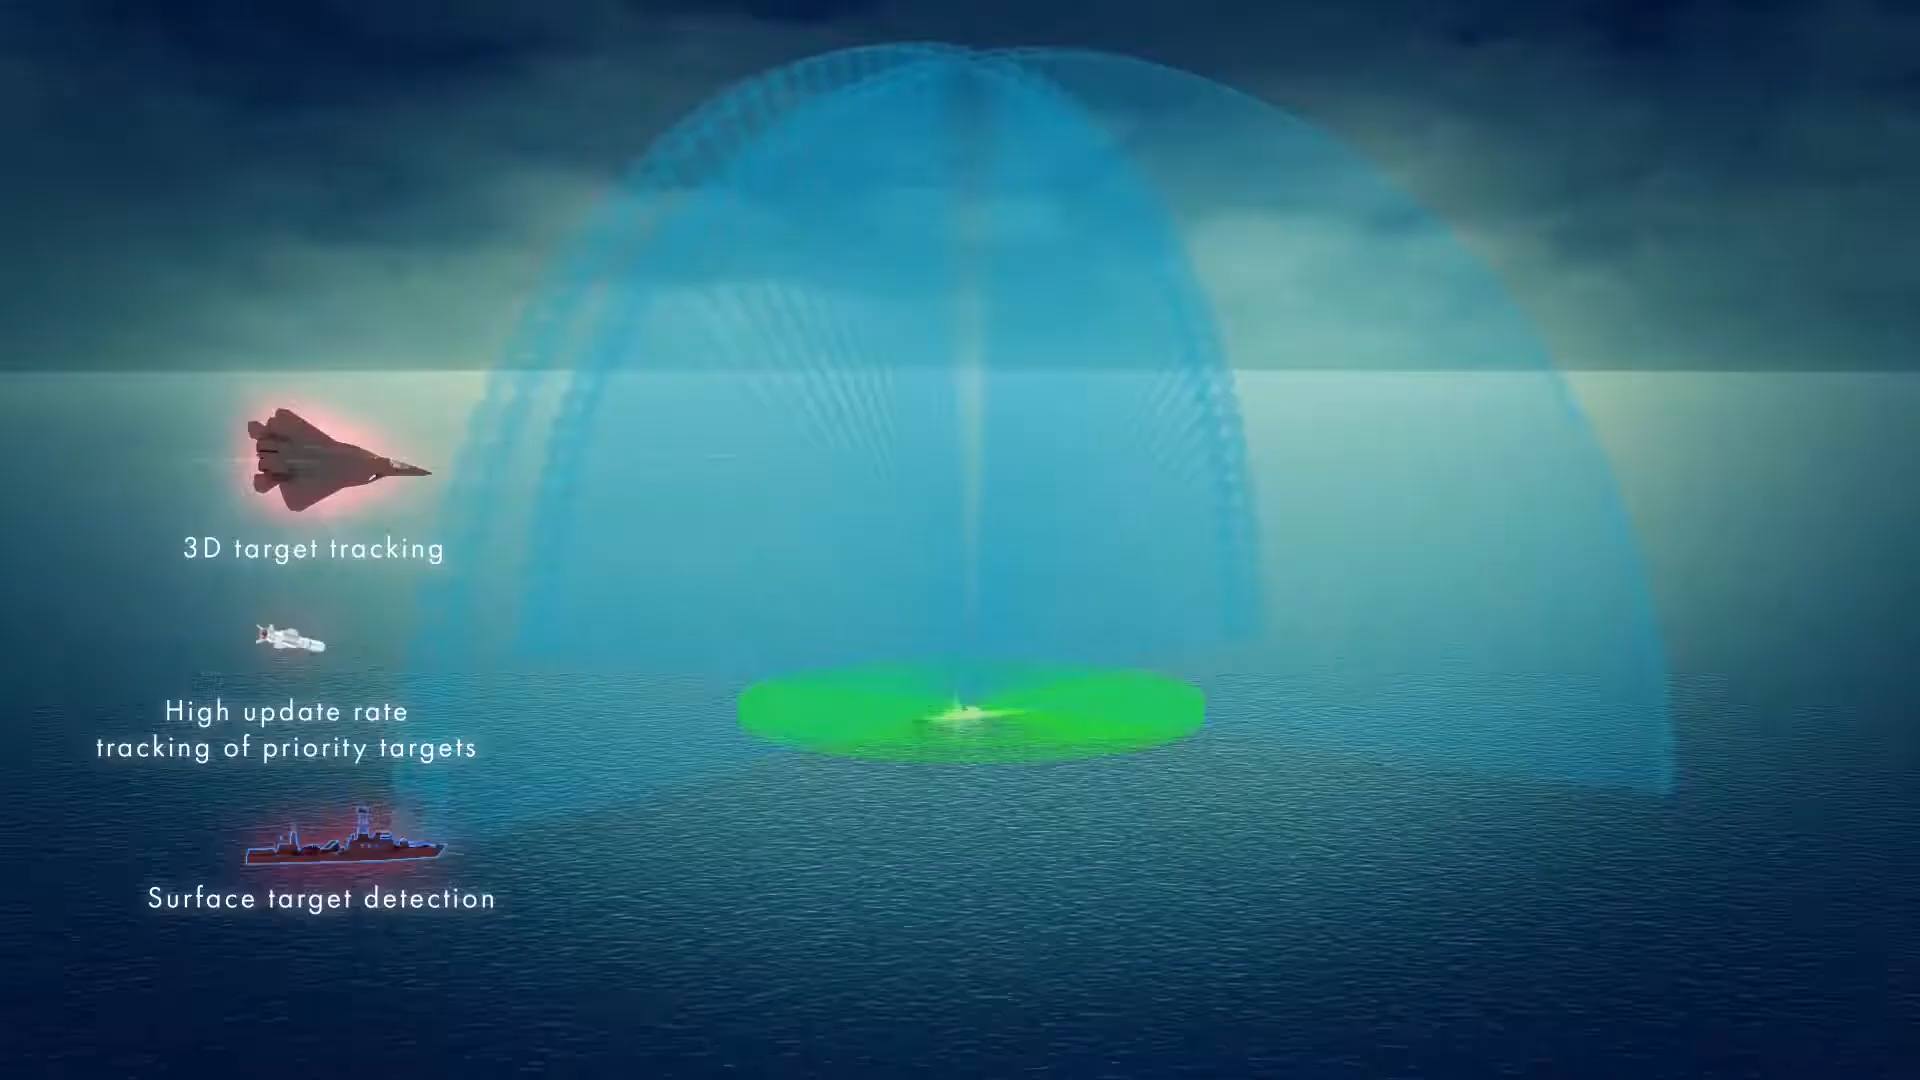 3D target tracking
High update rate
tracking of priority targets
Surface target detection